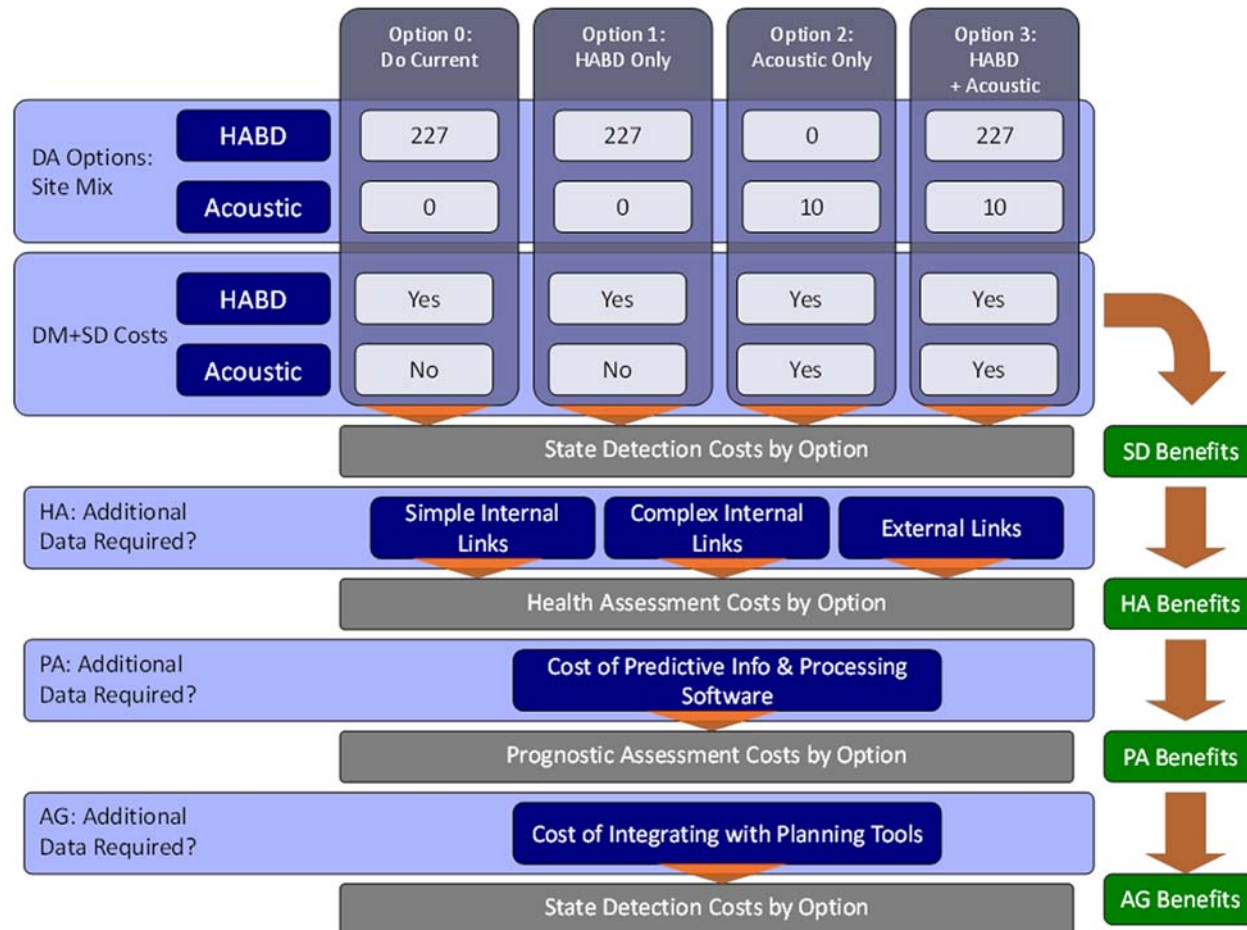 Option 0:
Do Current
Option 1:
HABD Only
Option 2:
Acoustic Only
Option 3:
HABD
+ Acoustic
DA Options:
Site Mix
HABD
227
227
0
227
Acoustic
0
0
10
10
DM+SD Costs
HABD
Yes
Yes
Yes
Yes
Acoustic
No
No
Yes
Yes
State Detection Costs by Option
SD Benefits
HA: Additional
Data Required?
Simple Internal
Links
Complex Internal
Links
External Links
Health Assessment Costs by Option
HA Benefits
PA: Additional
Data Required?
Cost of Predictive Info & Processing
Software
Prognostic Assessment Costs by Option
PA Benefits
AG: Additional
Data Required?
Cost of Integrating with Planning Tools
State Detection Costs by Option
AG Benefits